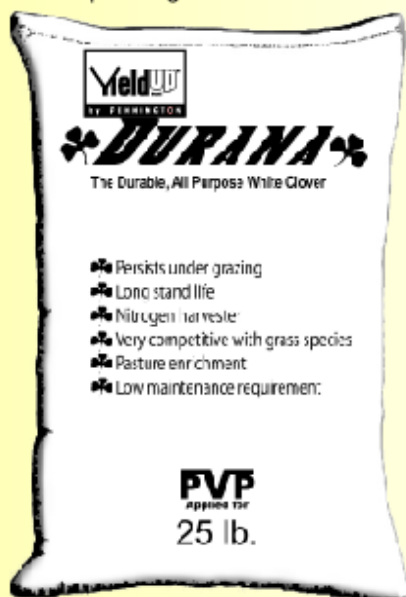 YieldUP
by PENNINGTON
DURANA
The Durable, All Purpose White Clover
Persists under grazing
Long stand life
Nitrogen harvester
Very competitive with grass species
Pasture enrichment
Low maintenance requirement
PVP
Applied for
25 lb.